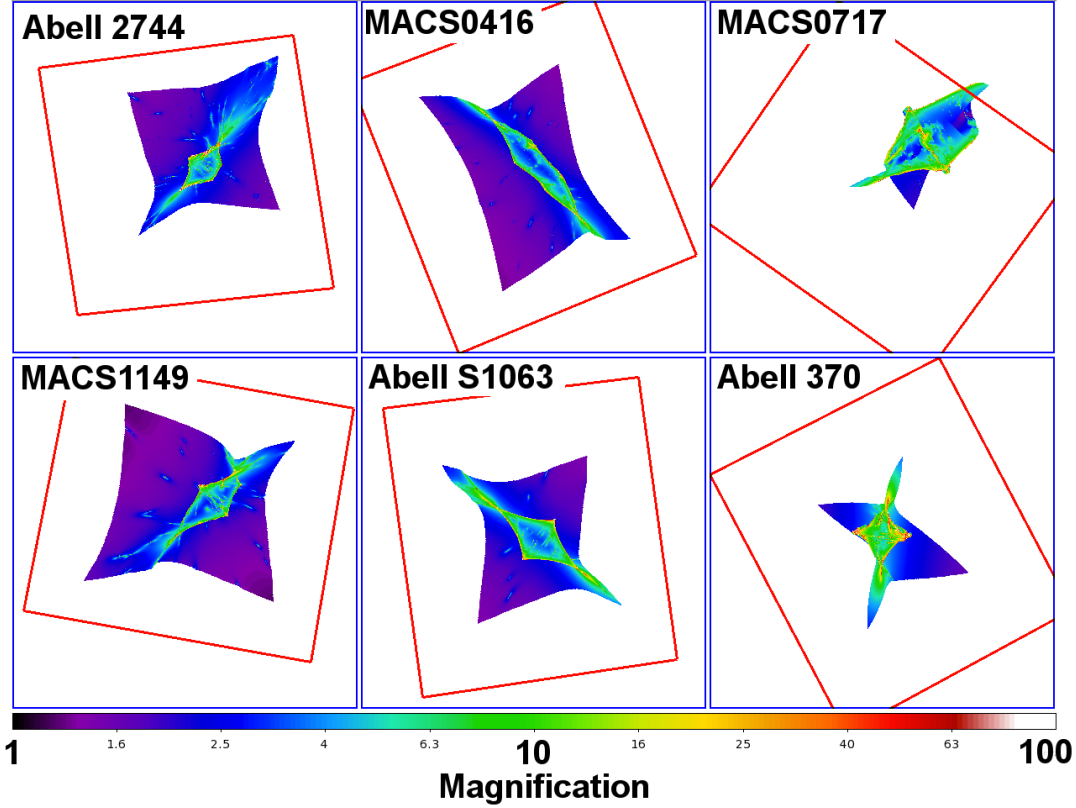 Abell 2744
MACS0416
MACS0717
MACS1149
Abell S1063
Abell 370
1 1.6 2.5 4 6.3 10 16 25 40 63 100
Magnification